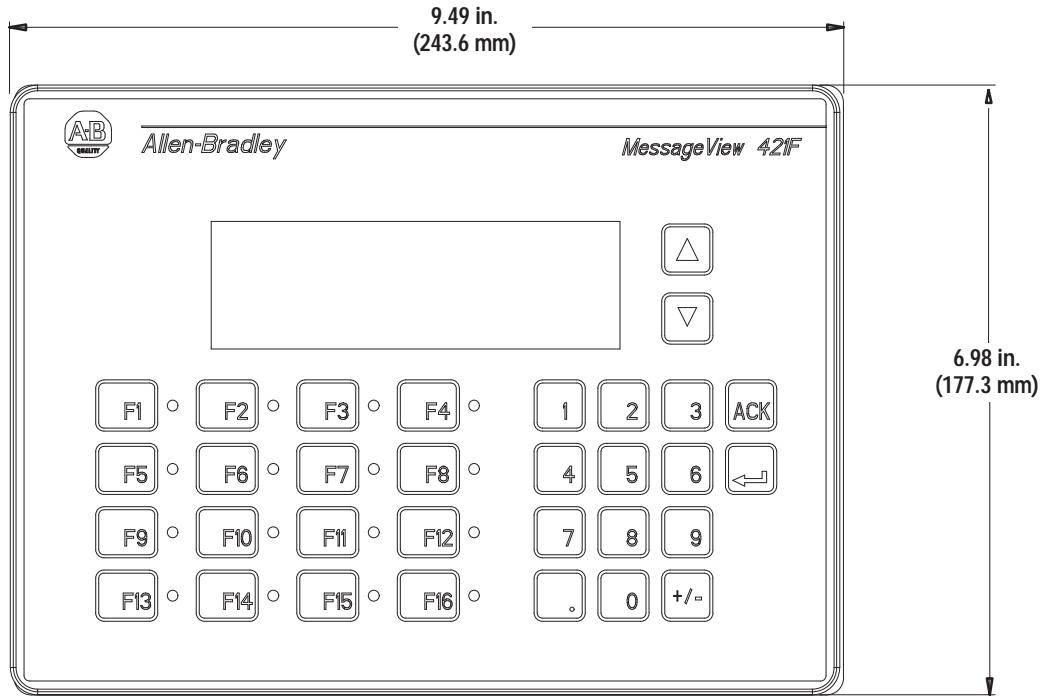 9.49 in.
(243.6 mm)
A-B
QUALITY
Allen-Bradley
MessageView 421F
6.98 in.
(177.3 mm)
F1 F2 F3 F4 1 2 3 ACK
F5 F6 F7 F8 4 5 6
F9 F10 F11 F12 7 8 9
F13 F14 F15 F16 . 0 +/-